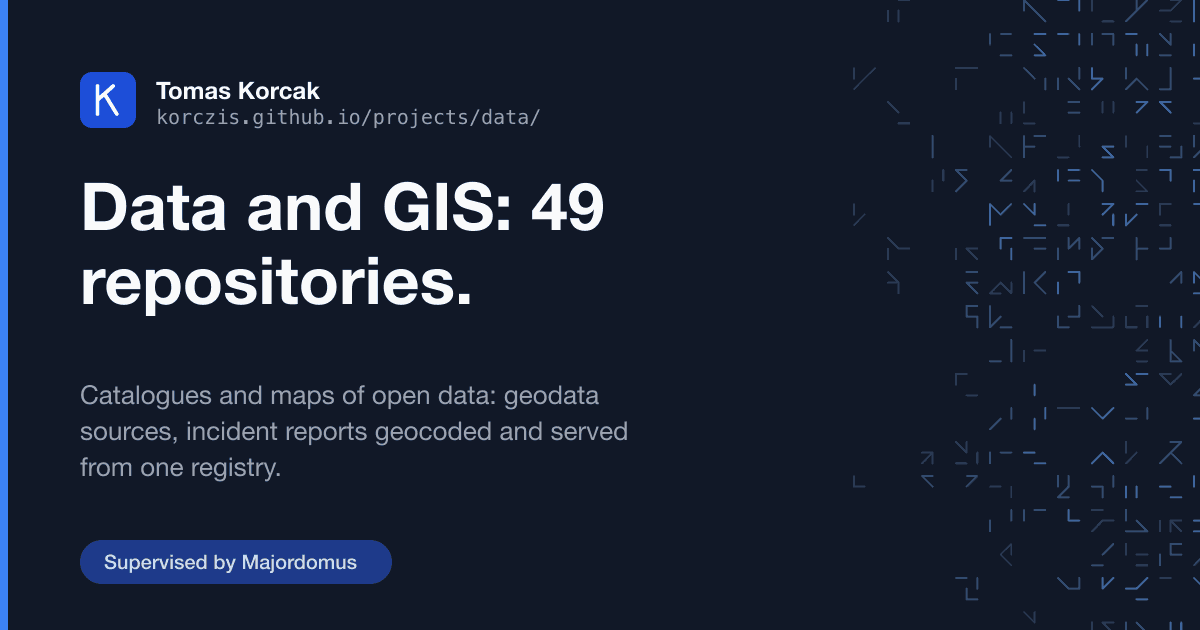 K
Tomas Korcak
korczis.github.io/projects/data/
Data and GIS: 49
repositories.
Catalogues and maps of open data: geodata
sources, incident reports geocoded and served
from one registry.
Supervised by Majordomus